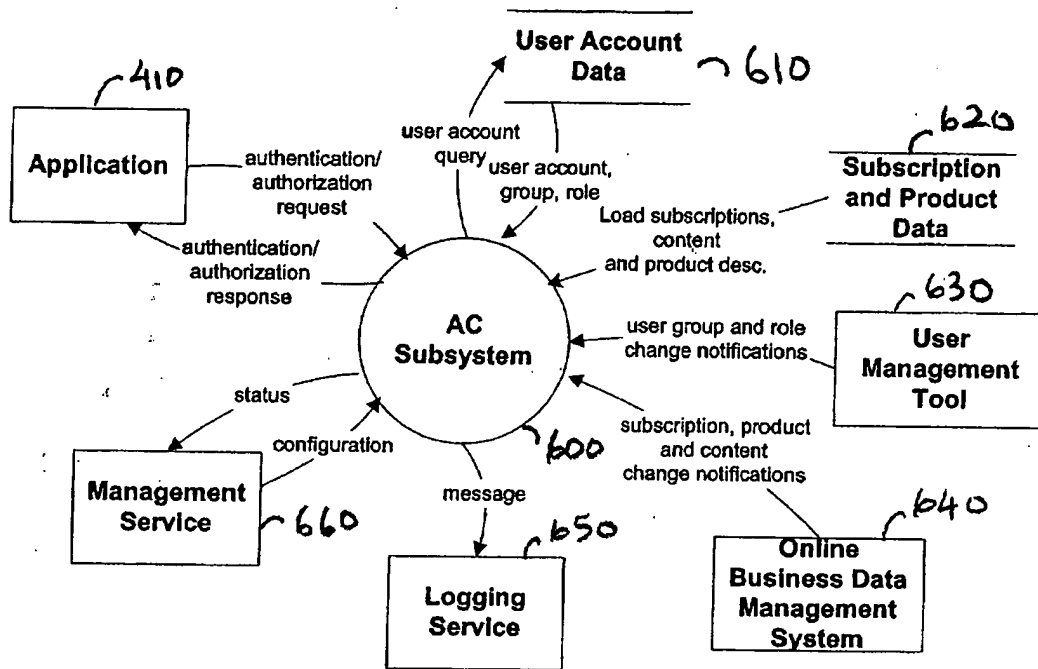 User Account
Data
610
410
Application
authentication/
authorization
request
authentication/
authorization
response
user account
query
user account,
group, role
620
Subscription
and Product
Data
Load subscriptions,
content
and product desc.
AC
Subsystem
600
630
User
Management
Tool
user group and role
change notifications
subscription, product
and content
change notifications
640
Online
Business Data
Management
System
status
configuration
Management
Service
660
message
650
Logging
Service